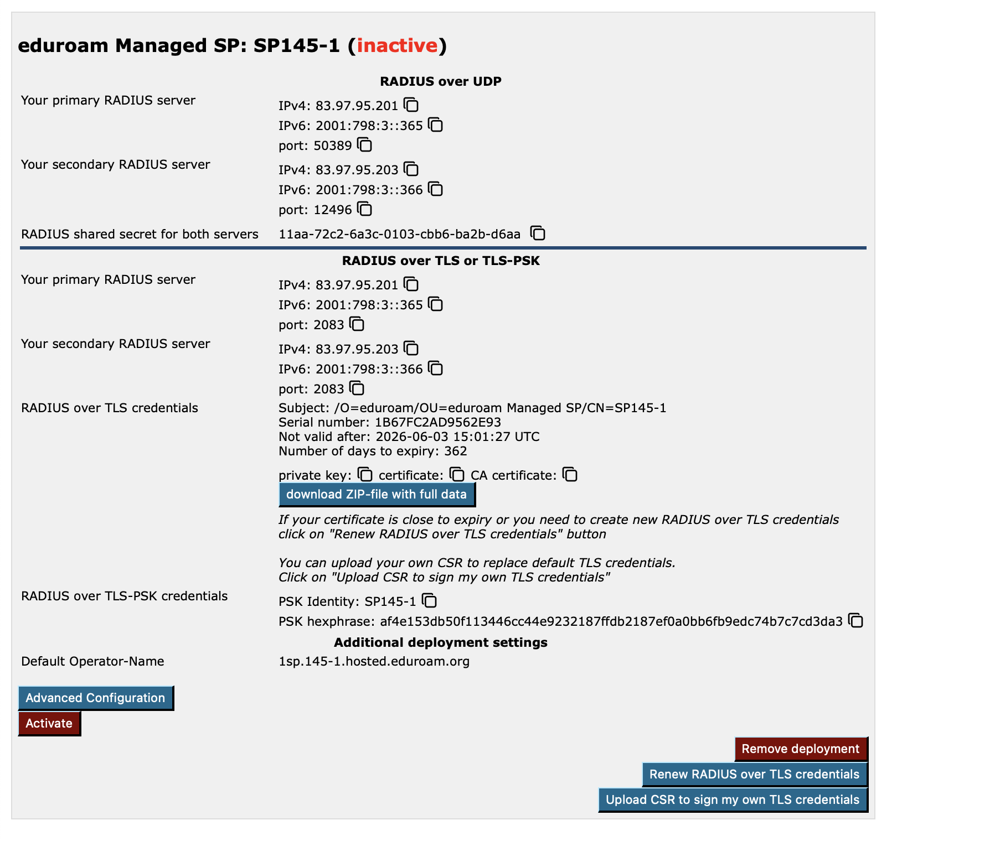 eduroam Managed SP: SP145-1 (inactive)
RADIUS over UDP
Your primary RADIUS server
IPv4: 83.97.95.201
IPv6: 2001:798:3::365
port: 50389
Your secondary RADIUS server
IPv4: 83.97.95.203
IPv6: 2001:798:3::366
port: 12496
RADIUS shared secret for both servers 11aa-72c2-6a3c-0103-cbb6-ba2b-d6aa
RADIUS over TLS or TLS-PSK
Your primary RADIUS server
IPv4: 83.97.95.201
IPv6: 2001:798:3::365
port: 2083
Your secondary RADIUS server
IPv4: 83.97.95.203
IPv6: 2001:798:3::366
port: 2083
RADIUS over TLS credentials
Subject: /O=eduroam/OU=eduroam Managed SP/CN=SP145-1
Serial number: 1B67FC2AD9562E93
Not valid after: 2026-06-03 15:01:27 UTC
Number of days to expiry: 362
private key: certificate: CA certificate:
download ZIP-file with full data
If your certificate is close to expiry or you need to create new RADIUS over TLS credentials
click on "Renew RADIUS over TLS credentials" button
You can upload your own CSR to replace default TLS credentials.
Click on "Upload CSR to sign my own TLS credentials"
RADIUS over TLS-PSK credentials
PSK Identity: SP145-1
PSK hexphrase: af4e153db50f113446cc44e9232187ffdb2187ef0a0bb6fb9edc74b7c7cd3da3
Additional deployment settings
Default Operator-Name 1sp.145-1.hosted.eduroam.org
Advanced Configuration
Activate
Remove deployment
Renew RADIUS over TLS credentials
Upload CSR to sign my own TLS credentials